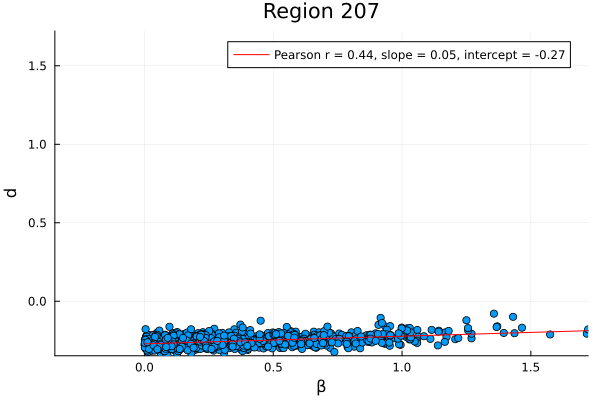 Region 207
Pearson r = 0.44, slope = 0.05, intercept = -0.27
1.5
1.0
0.5
0.0
d
0.0 0.5 1.0 1.5
β